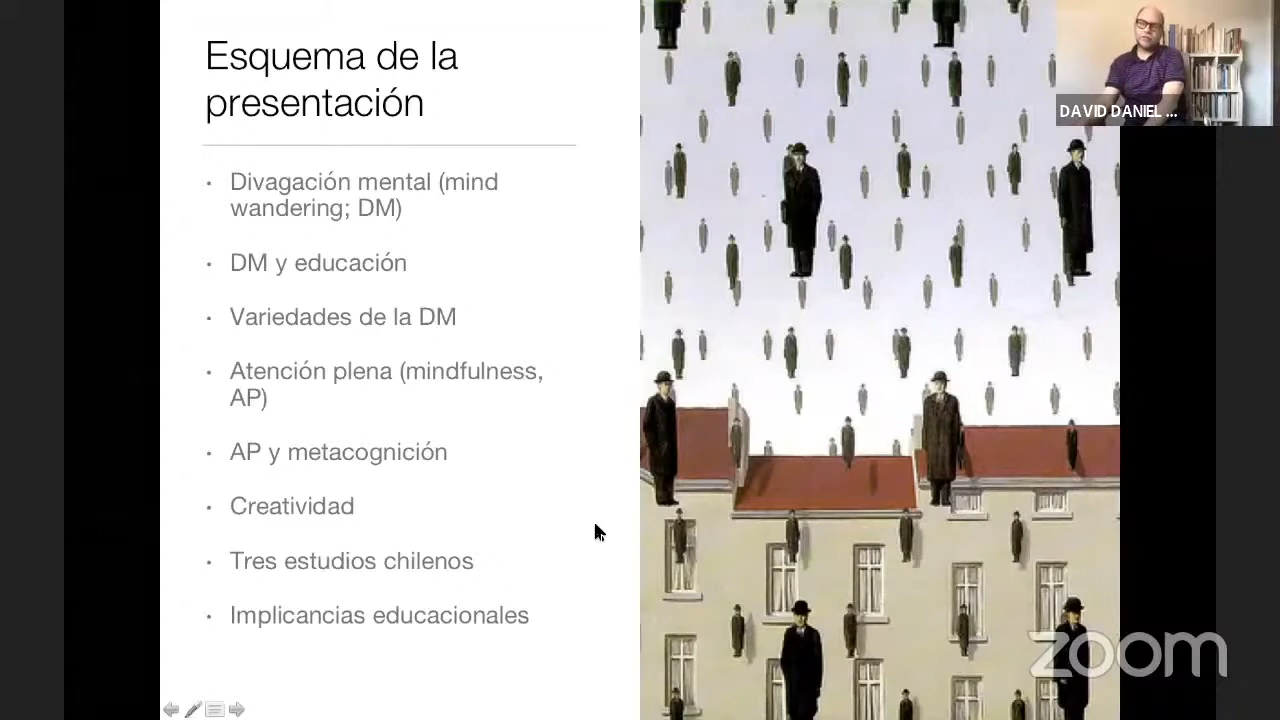 Esquema de la
presentación
· Divagación mental (mind
wandering; DM)
· DM y educación
· Variedades de la DM
· Atención plena (mindfulness,
AP)
· AP y metacognición
· Creatividad
· Tres estudios chilenos
· Implicancias educacionales
DAVID DANIEL ...
zoom